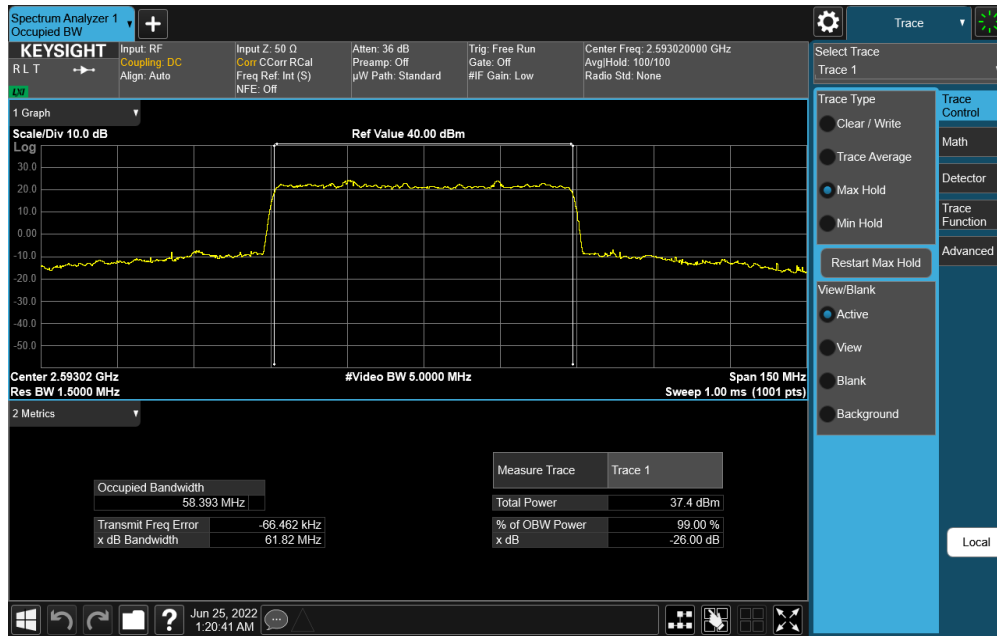 Spectrum Analyzer 1
Occupied BW
Trace
KEYSIGHT
R L T
LXI
Input: RF
Coupling: DC
Align: Auto
Input Z: 50 Ω
Corr CCorr RCal
Freq Ref: Int (S)
NFE: Off
Atten: 36 dB
Preamp: Off
µW Path: Standard
Trig: Free Run
Gate: Off
#IF Gain: Low
Center Freq: 2.593020000 GHz
Avg|Hold: 100/100
Radio Std: None
Select Trace
Trace 1
1 Graph
Scale/Div 10.0 dB
Ref Value 40.00 dBm
Log
30.0
20.0
10.0
0.00
-10.0
-20.0
-30.0
-40.0
-50.0
Center 2.59302 GHz
#Video BW 5.0000 MHz
Span 150 MHz
Res BW 1.5000 MHz
Sweep 1.00 ms (1001 pts)
Trace Type
Clear / Write
Trace Average
Max Hold
Min Hold
Restart Max Hold
View/Blank
Active
View
Blank
Background
Trace
Control
Math
Detector
Trace
Function
Advanced
Local
2 Metrics
Occupied Bandwidth
58.393 MHz
Transmit Freq Error -66.462 kHz
x dB Bandwidth 61.82 MHz
Measure Trace Trace 1
Total Power 37.4 dBm
% of OBW Power 99.00 %
x dB -26.00 dB
Jun 25, 2022
1:20:41 AM